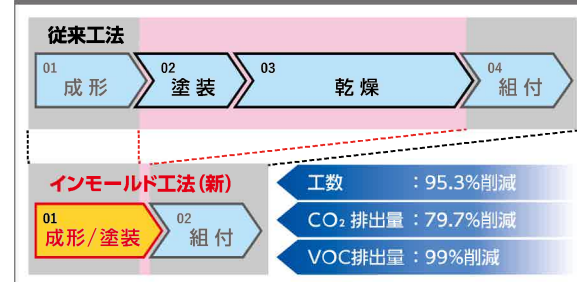 従来工法
01
成形
02
塗装
03
乾燥
04
組付
インモールド工法(新)
01
成形/塗装
02
組付
工数 :95.3%削減
CO₂ 排出量:79.7%削減
VOC排出量:99%削減